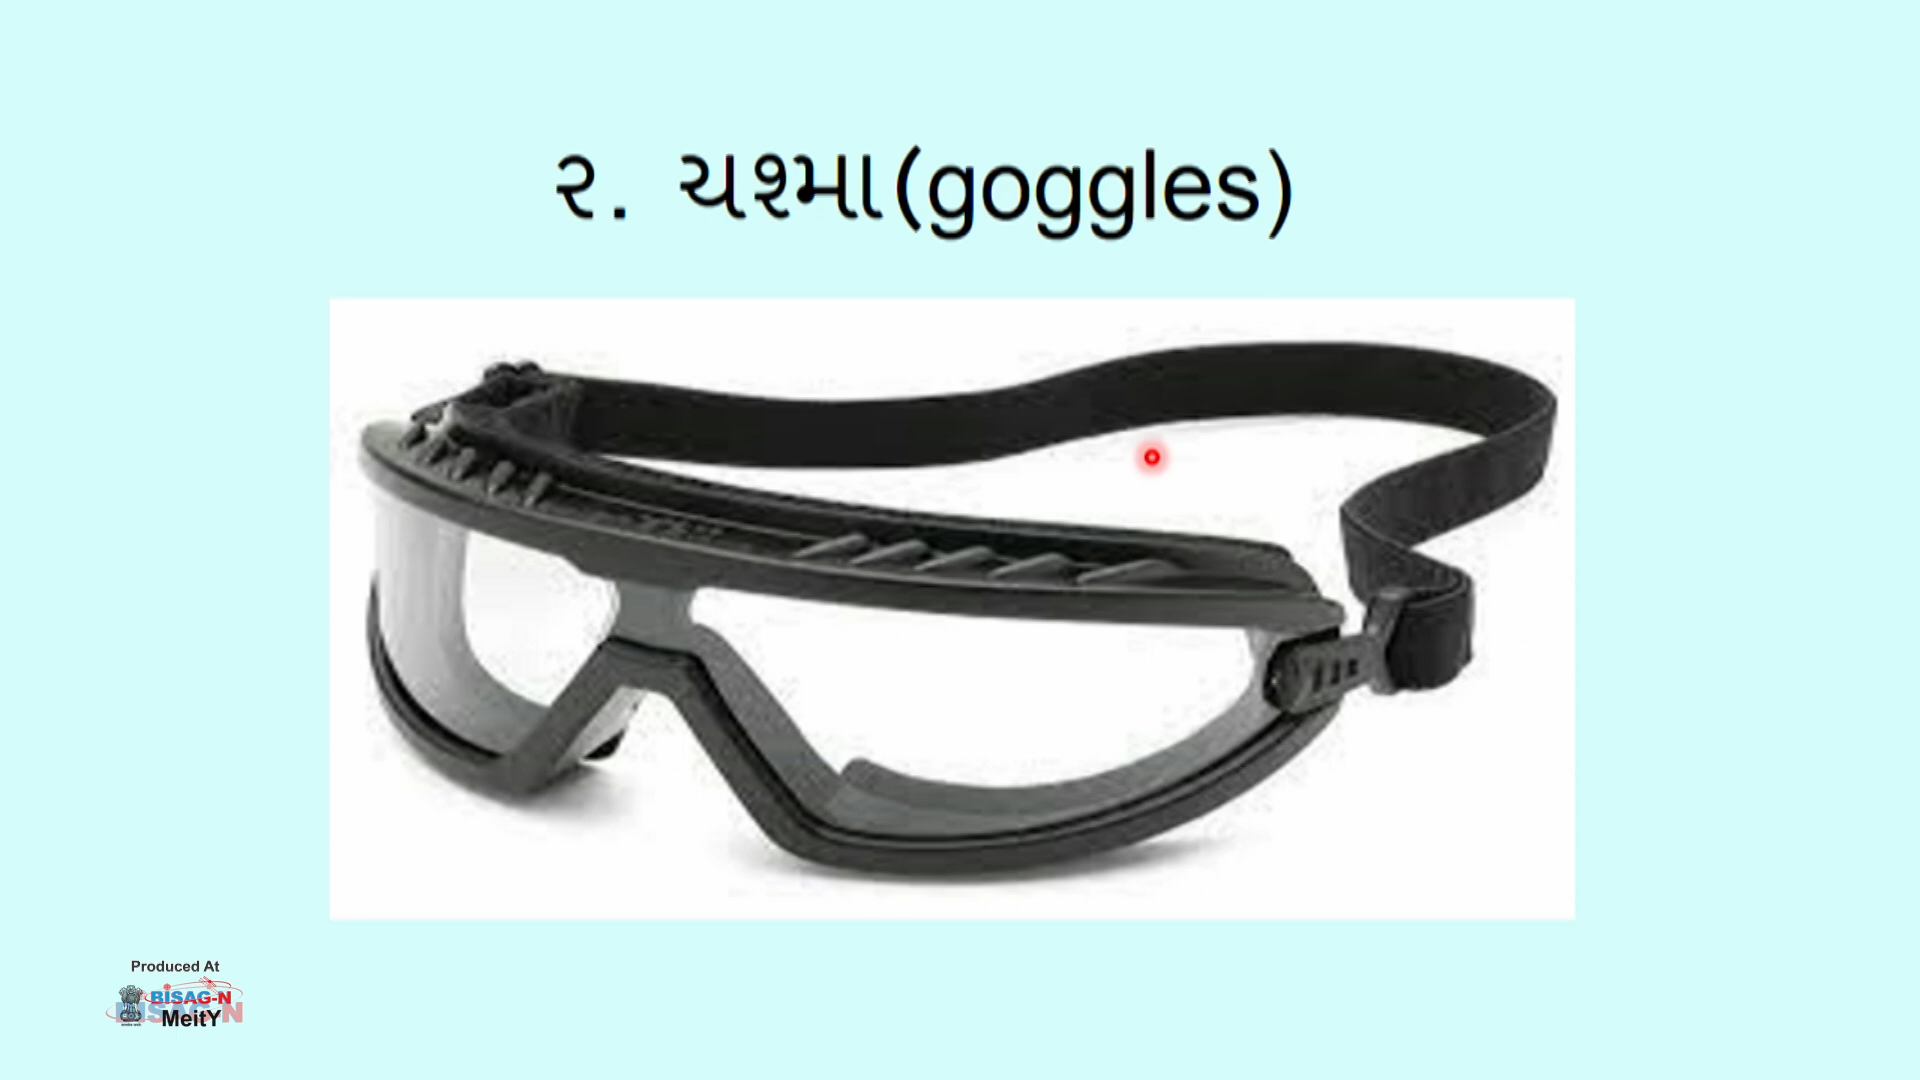 ૨. ચશ્મા(goggles)
Produced At
BISAG-N
MeitY